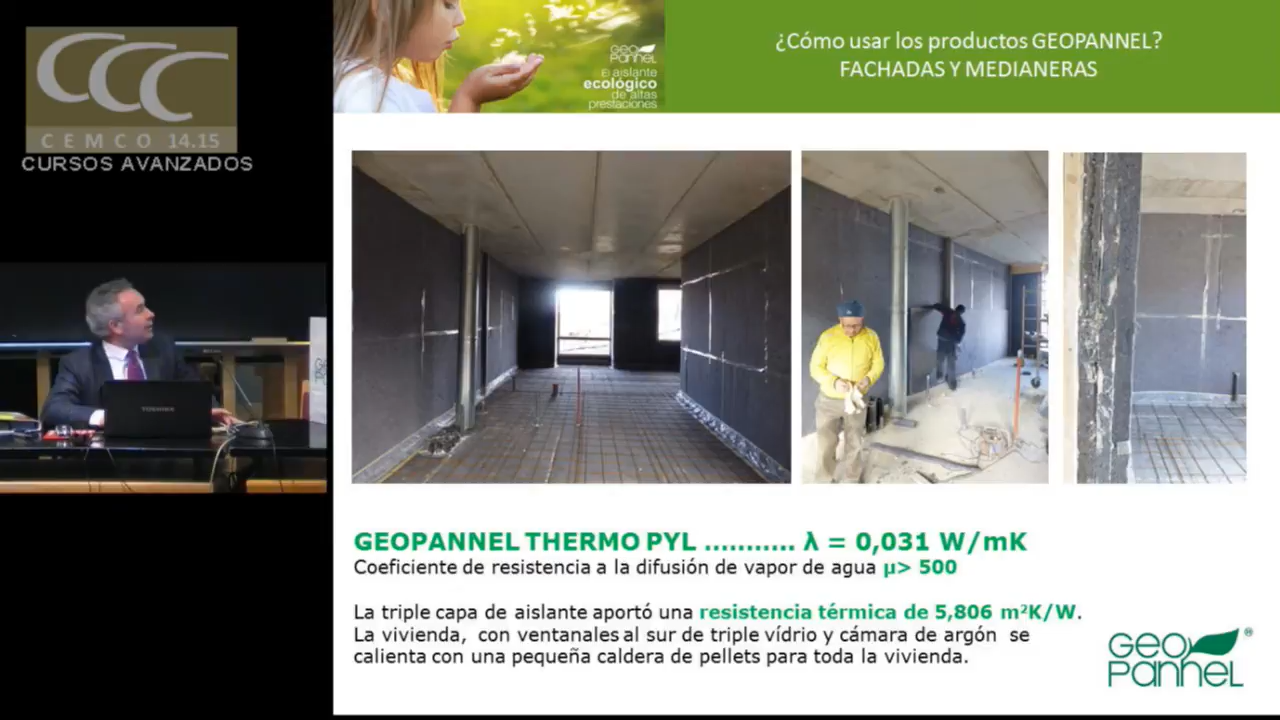 CCC
CEMCO 14.15
CURSOS AVANZADOS
TOSHIBA
GEO
PANNEL
El aislante
ecológico
de altas
prestaciones
¿Cómo usar los productos GEOPANNEL?
FACHADAS Y MEDIANERAS
GEOPANNEL THERMO PYL ........... λ = 0,031 W/mK
Coeficiente de resistencia a la difusión de vapor de agua µ> 500
La triple capa de aislante aportó una resistencia térmica de 5,806 m²K/W.
La vivienda, con ventanales al sur de triple vídrio y cámara de argón se
calienta con una pequeña caldera de pellets para toda la vivienda.
GEO
PANNEL®